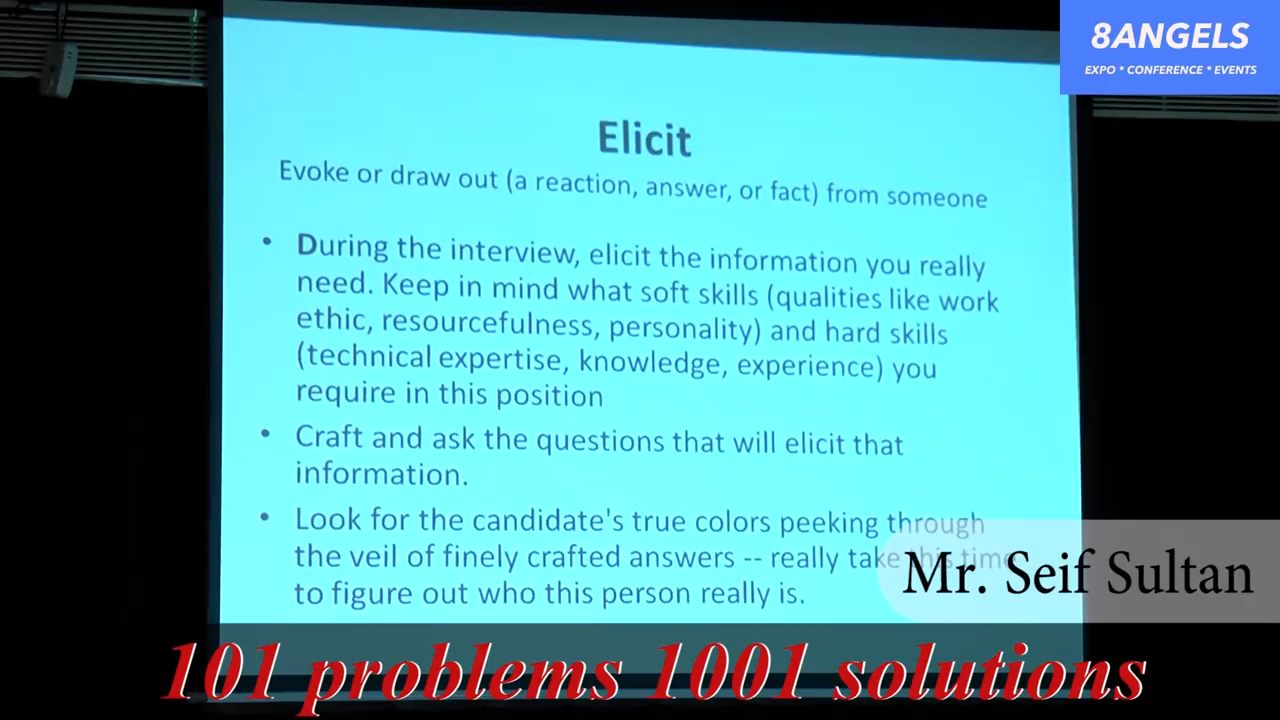 8ANGELS
EXPO * CONFERENCE * EVENTS
Elicit
Evoke or draw out (a reaction, answer, or fact) from someone
• During the interview, elicit the information you really
need. Keep in mind what soft skills (qualities like work
ethic, resourcefulness, personality) and hard skills
(technical expertise, knowledge, experience) you
require in this position
• Craft and ask the questions that will elicit that
information.
• Look for the candidate's true colors peeking through
the veil of finely crafted answers -- really take this time
to figure out who this person really is.
Mr. Seif Sultan
101 problems 1001 solutions